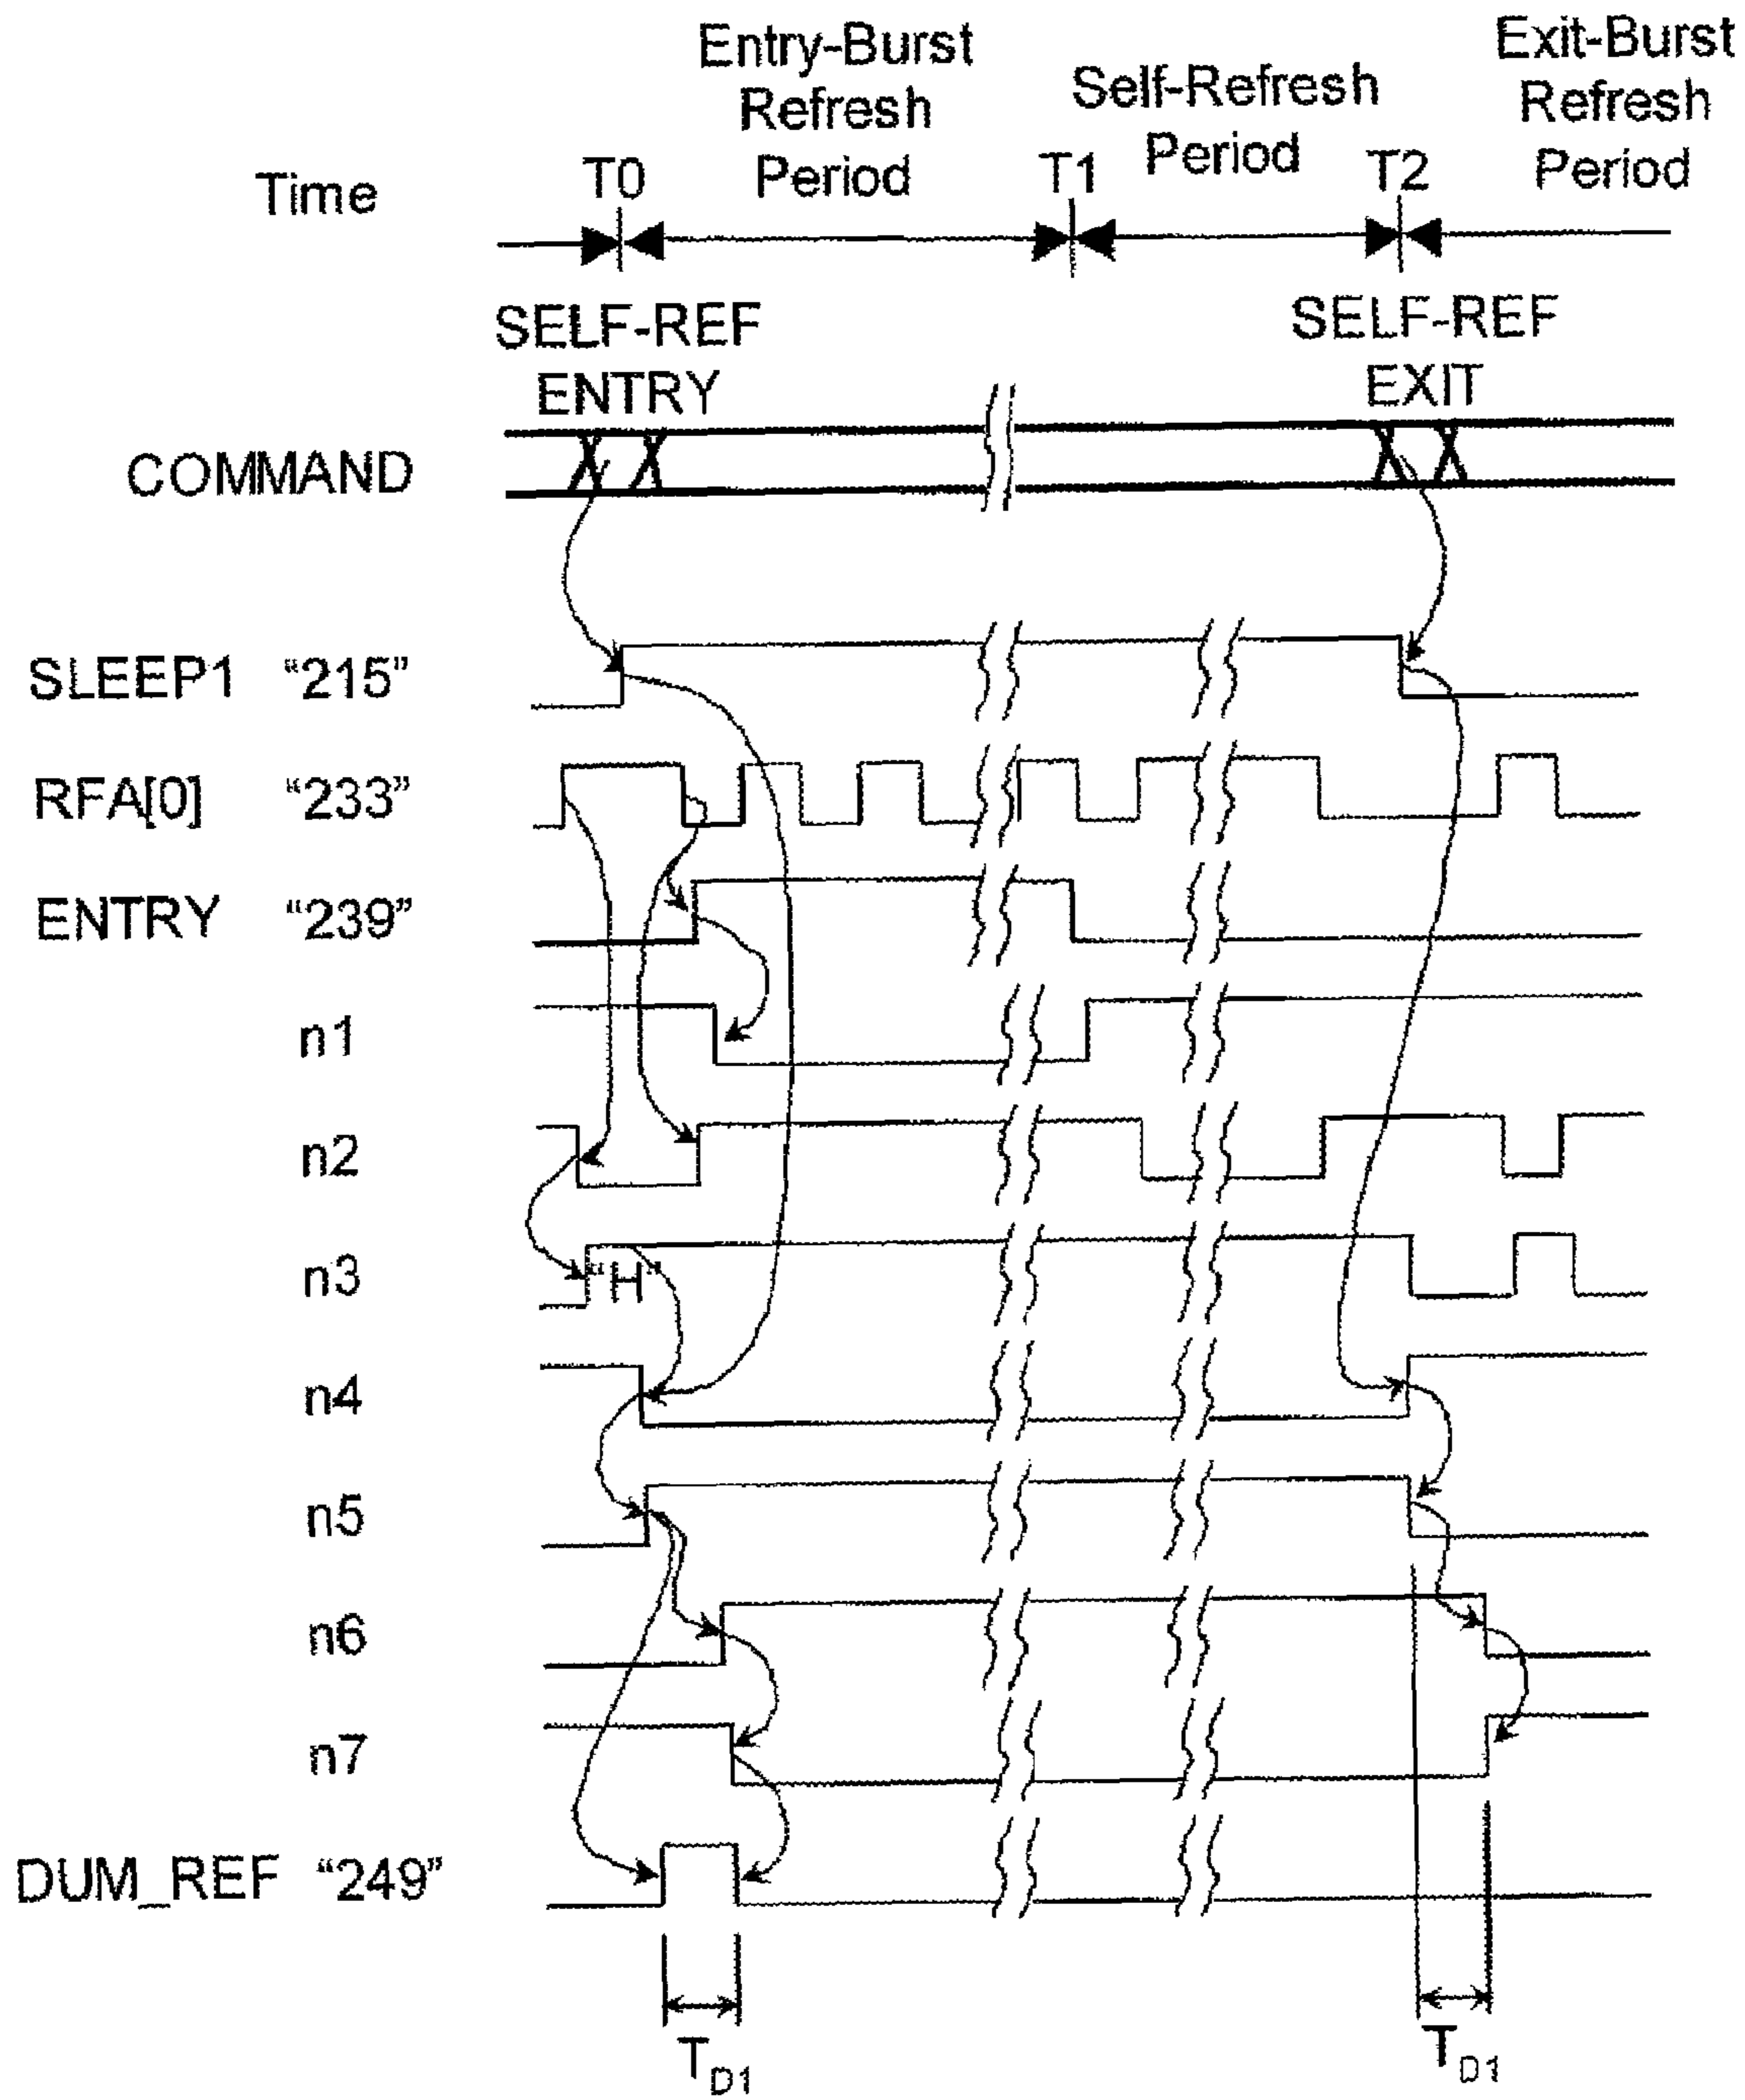 Entry-Burst
Refresh
Period
Self-Refresh
Period
Exit-Burst
Refresh
Period
Time
T0
T1
T2
SELF-REF
ENTRY
SELF-REF
EXIT
COMMAND
SLEEP1 “215”
RFA[0] “233”
ENTRY “239”
n1
n2
n3
“H”
n4
n5
n6
n7
DUM_REF “249”
TD1
TD1